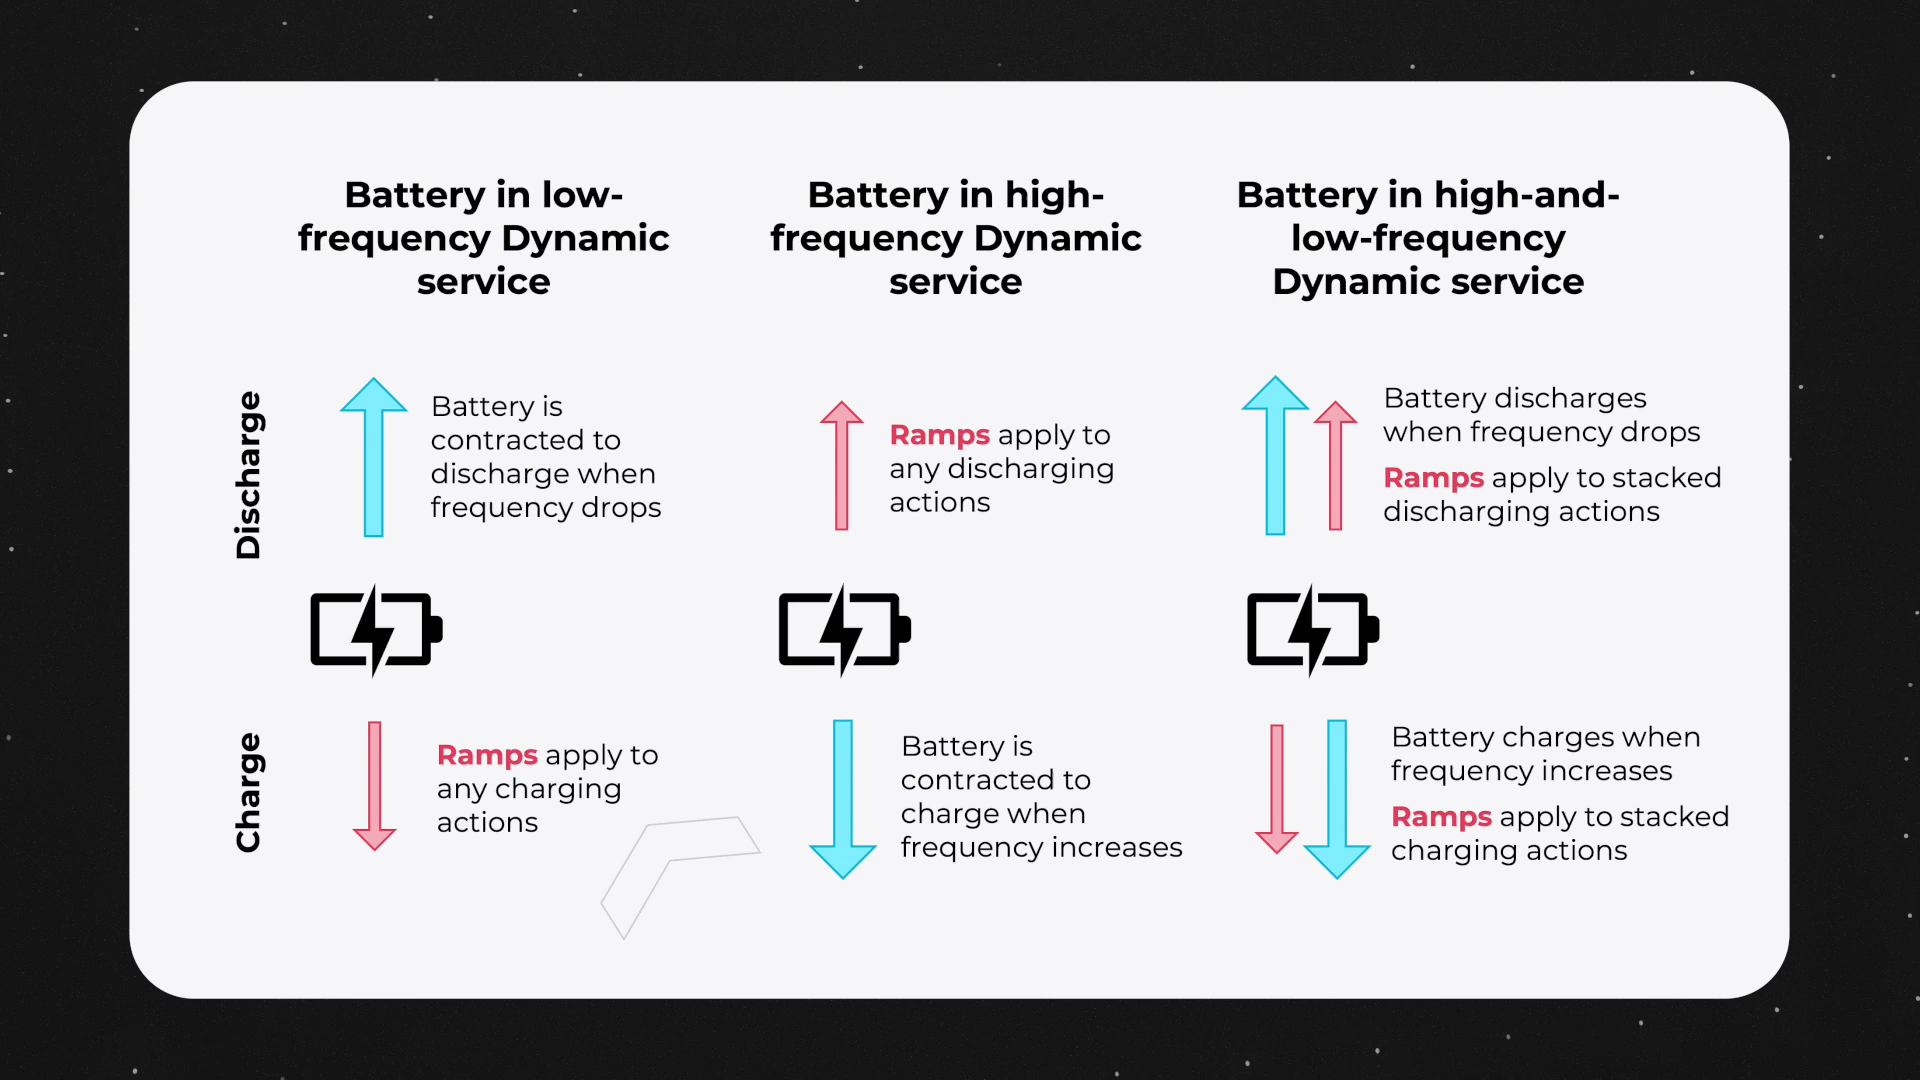 Battery in low-
frequency Dynamic
service
Battery in high-
frequency Dynamic
service
Battery in high-and-
low-frequency
Dynamic service
Discharge
Battery is
contracted to
discharge when
frequency drops
Ramps apply to
any discharging
actions
Battery discharges
when frequency drops
Ramps apply to stacked
discharging actions
Charge
Ramps apply to
any charging
actions
Battery is
contracted to
charge when
frequency increases
Battery charges when
frequency increases
Ramps apply to stacked
charging actions